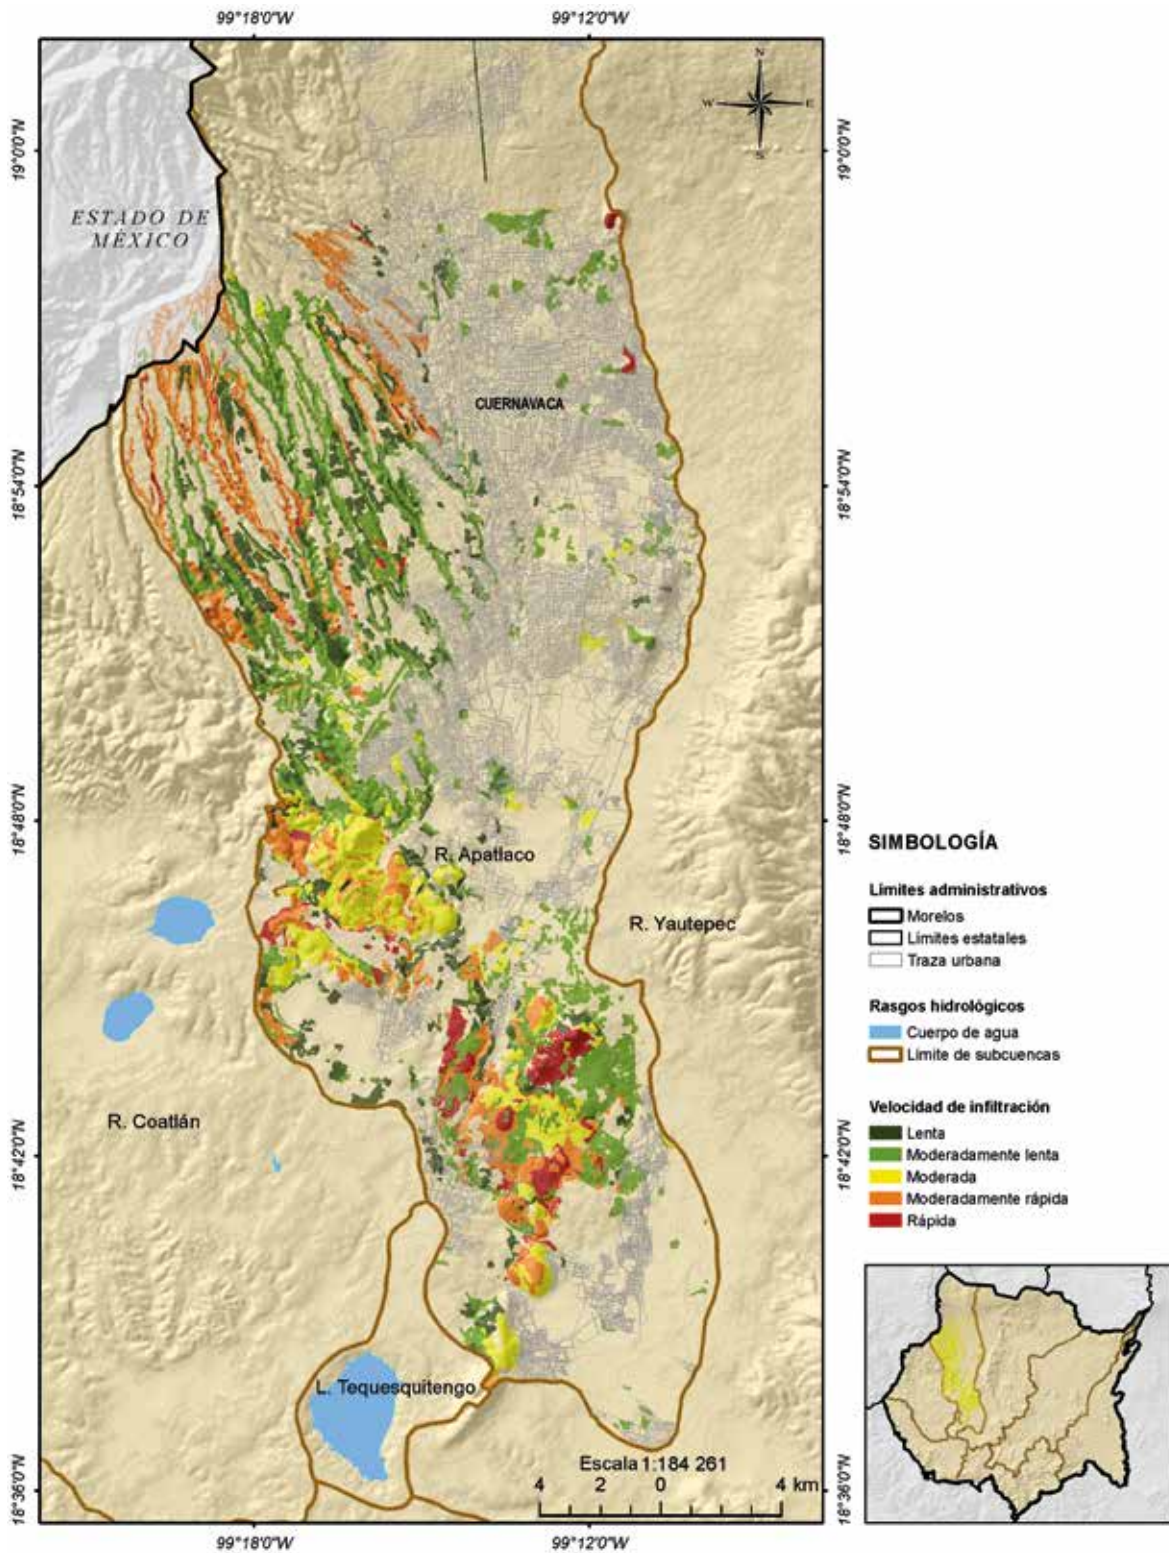 99°18'0"W
99°12'0"W
N
W
E
S
19°0'0"N
19°0'0"N
ESTADO DE
MÉXICO
CUERNAVACA
18°54'0"N
18°54'0"N
18°48'0"N
18°48'0"N
R. Apatlaco
R. Yautepec
R. Coatlán
18°42'0"N
18°42'0"N
L. Tequesquitengo
Escala 1:184 261
4 2 0 4 km
18°36'0"N
18°36'0"N
99°18'0"W
99°12'0"W
SIMBOLOGÍA
Límites administrativos
Morelos
Límites estatales
Traza urbana
Rasgos hidrológicos
Cuerpo de agua
Límite de subcuencas
Velocidad de infiltración
Lenta
Moderadamente lenta
Moderada
Moderadamente rápida
Rápida